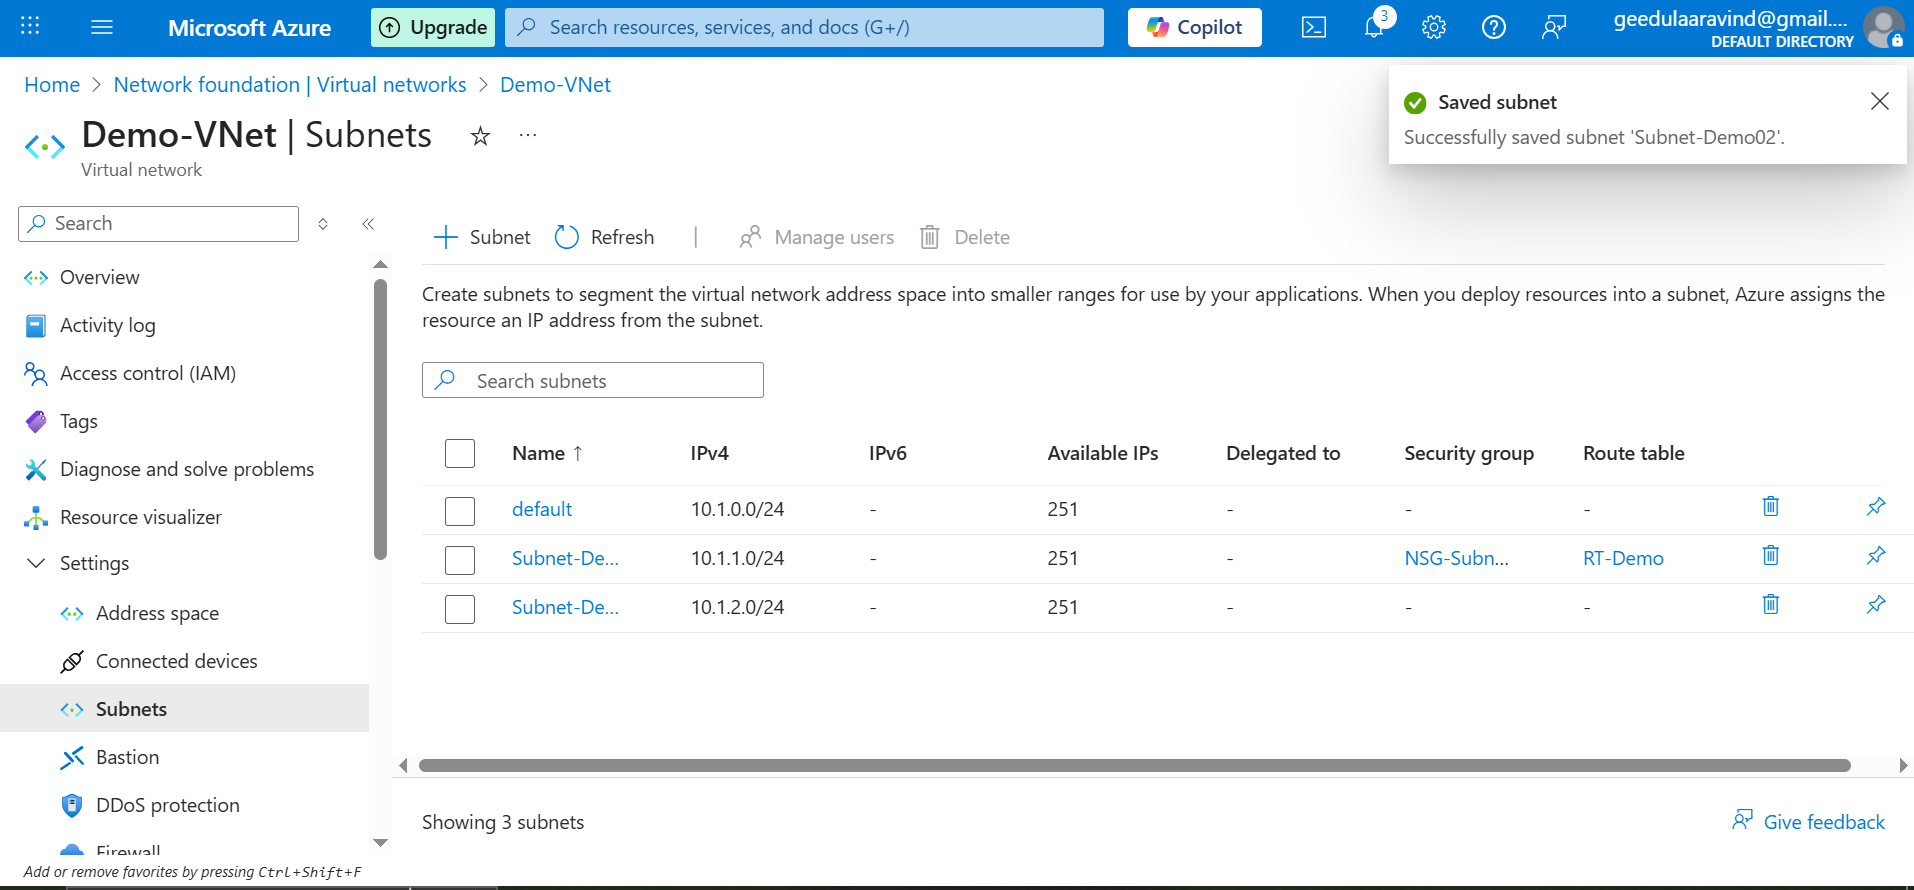 Microsoft Azure
Upgrade
Search resources, services, and docs (G+/)
Copilot
3
geedulaaravind@gmail....
DEFAULT DIRECTORY
Home > Network foundation | Virtual networks > Demo-VNet
Saved subnet
Successfully saved subnet 'Subnet-Demo02'.
Demo-VNet | Subnets
Virtual network
Search
Overview
Activity log
Access control (IAM)
Tags
Diagnose and solve problems
Resource visualizer
Settings
Address space
Connected devices
Subnets
Bastion
DDoS protection
Firewall
Add or remove favorites by pressing Ctrl+Shift+F
Subnet Refresh | Manage users Delete
Create subnets to segment the virtual network address space into smaller ranges for use by your applications. When you deploy resources into a subnet, Azure assigns the
resource an IP address from the subnet.
Search subnets
Name ↑ IPv4 IPv6 Available IPs Delegated to Security group Route table
default 10.1.0.0/24 - 251 - - -
Subnet-De... 10.1.1.0/24 - 251 - NSG-Subn... RT-Demo
Subnet-De... 10.1.2.0/24 - 251 - - -
Showing 3 subnets
Give feedback